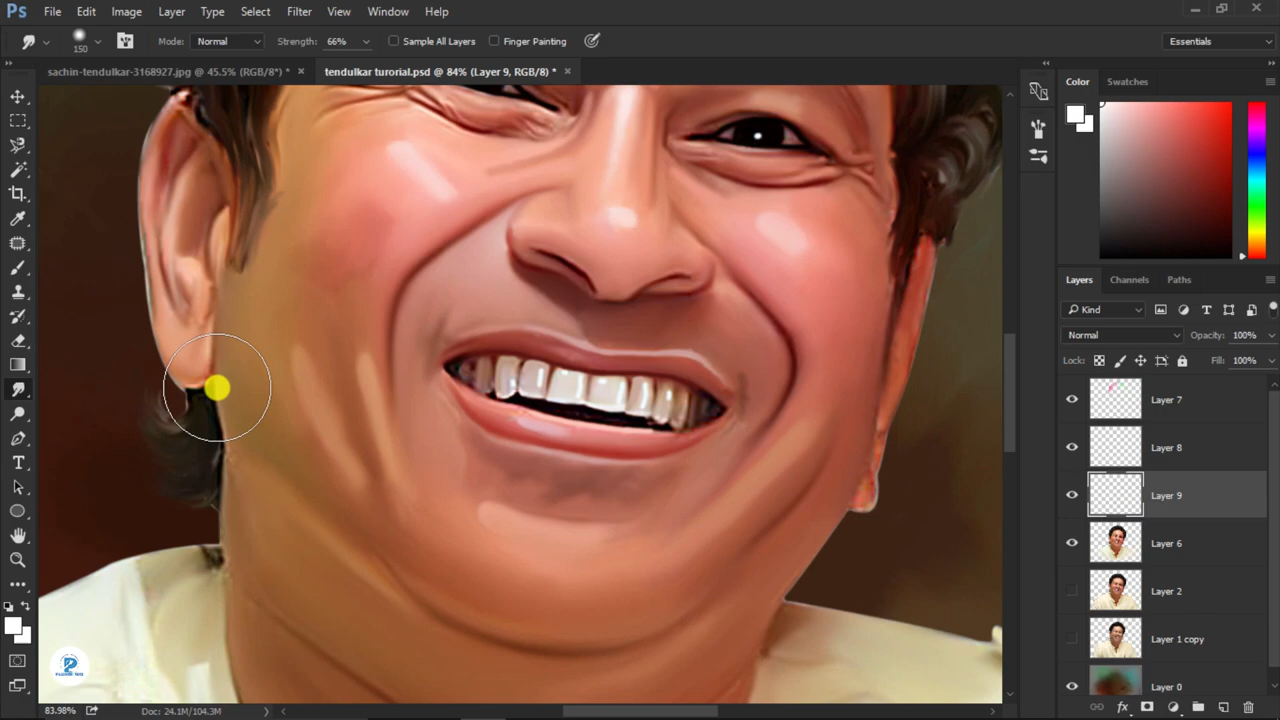 Ps File Edit Image Layer Type Select Filter View Window Help
150 Mode: Normal Strength: 66% Sample All Layers Finger Painting Essentials
sachin-tendulkar-3168927.jpg @ 45.5% (RGB/8*) * × tendulkar turorial.psd @ 84% (Layer 9, RGB/8) * ×
Color Swatches
Layers Channels Paths
Kind
Normal Opacity: 100%
Lock: Fill: 100%
Layer 7
Layer 8
Layer 9
Layer 6
Layer 2
Layer 1 copy
Layer 0
83.98% Doc: 24.1M/104.3M